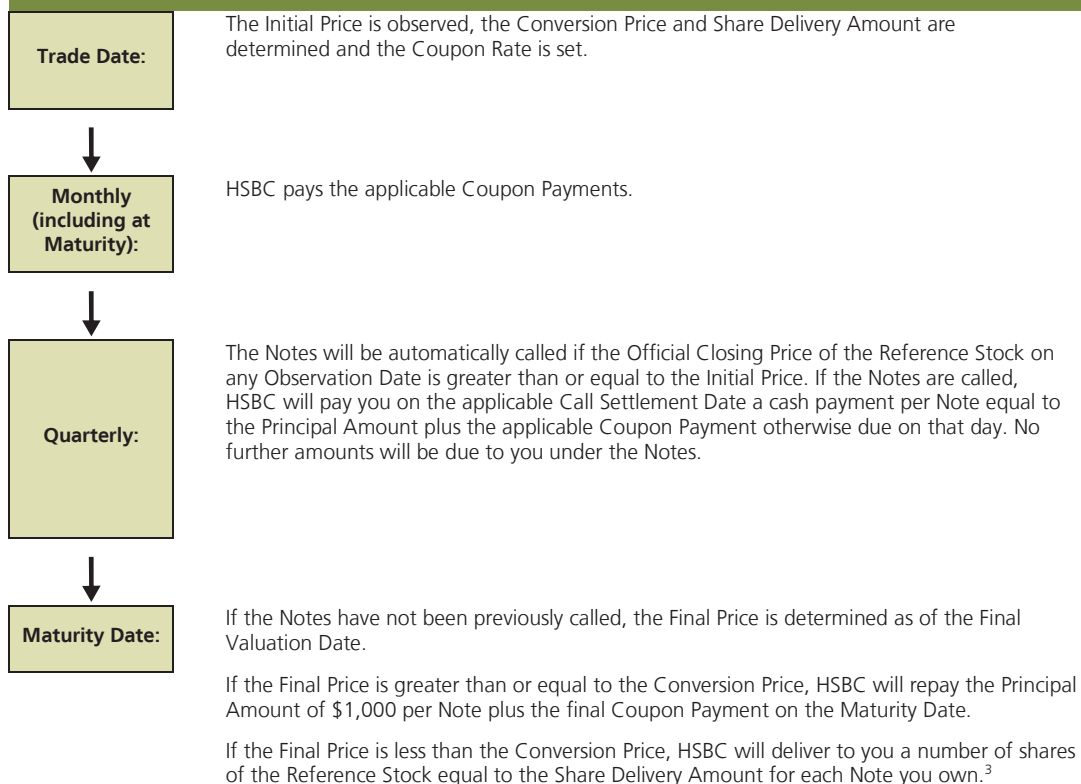 Trade Date:
The Initial Price is observed, the Conversion Price and Share Delivery Amount are
determined and the Coupon Rate is set.
Monthly
(including at
Maturity):
HSBC pays the applicable Coupon Payments.
Quarterly:
The Notes will be automatically called if the Official Closing Price of the Reference Stock on
any Observation Date is greater than or equal to the Initial Price. If the Notes are called,
HSBC will pay you on the applicable Call Settlement Date a cash payment per Note equal to
the Principal Amount plus the applicable Coupon Payment otherwise due on that day. No
further amounts will be due to you under the Notes.
Maturity Date:
If the Notes have not been previously called, the Final Price is determined as of the Final
Valuation Date.
If the Final Price is greater than or equal to the Conversion Price, HSBC will repay the Principal
Amount of $1,000 per Note plus the final Coupon Payment on the Maturity Date.
If the Final Price is less than the Conversion Price, HSBC will deliver to you a number of shares
of the Reference Stock equal to the Share Delivery Amount for each Note you own.³